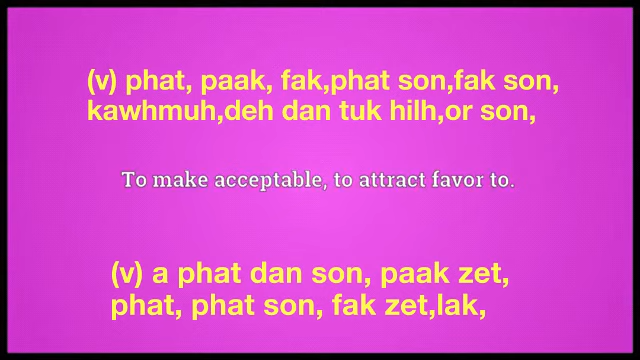 (v) phat, paak, fak,phat son,fak son,
kawhmuh,deh dan tuk hilh,or son,
To make acceptable, to attract favor to.
(v) a phat dan son, paak zet,
phat, phat son, fak zet,lak,